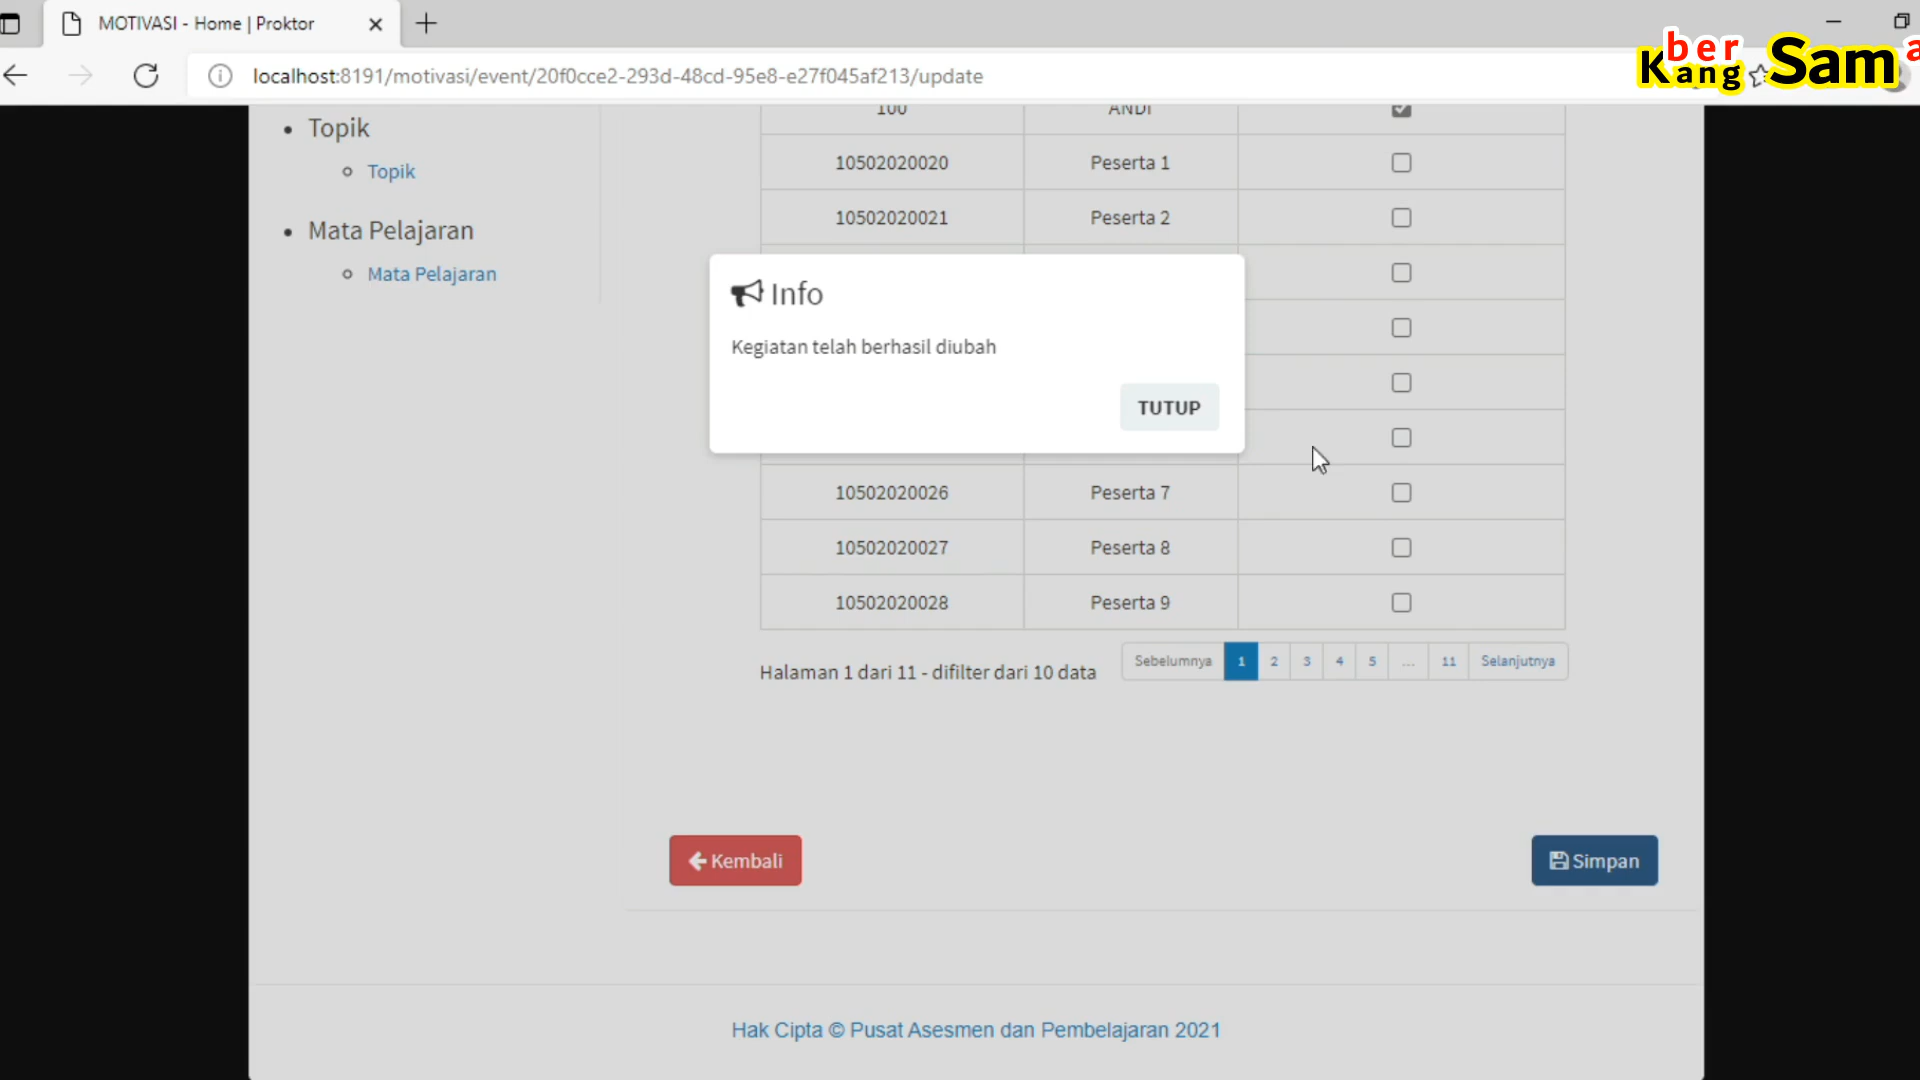 MOTIVASI - Home | Proktor
localhost:8191/motivasi/event/20f0cce2-293d-48cd-95e8-e27f045af213/update
ber
Kang Sam
Topik
Topik
Mata Pelajaran
Mata Pelajaran
100 ANDI
10502020020 Peserta 1
10502020021 Peserta 2
Info
Kegiatan telah berhasil diubah
TUTUP
10502020026 Peserta 7
10502020027 Peserta 8
10502020028 Peserta 9
Halaman 1 dari 11 - difilter dari 10 data
Sebelumnya 1 2 3 4 5 ... 11 Selanjutnya
Kembali
Simpan
Hak Cipta © Pusat Asesmen dan Pembelajaran 2021